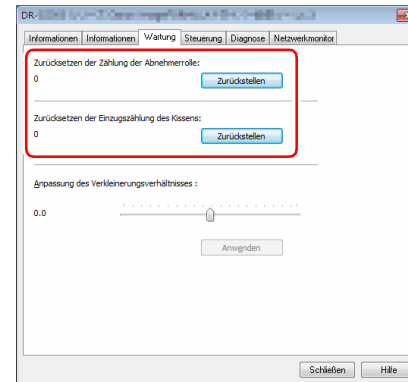 DR-
Informationen Informationen Wartung Steuerung Diagnose Netzwerkmonitor
Zurücksetzen der Zählung der Abnehmerrolle:
0 Zurückstellen
Zurücksetzen der Einzugszählung des Kissens:
0 Zurückstellen
Anpassung des Verkleinerungsverhältnisses :
0.0
Anwenden
Schließen Hilfe